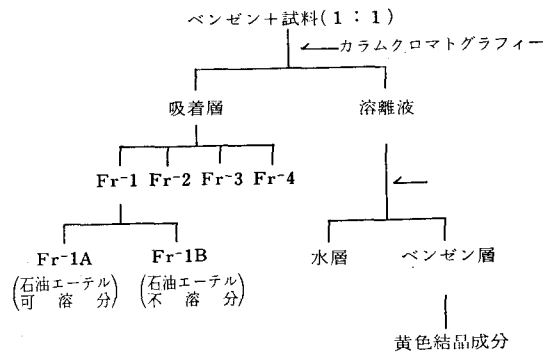 ベンゼン+試料(1:1)
カラムクロマトグラフィー
吸着層
溶離液
Fr-1 Fr-2 Fr-3 Fr-4
Fr-1A
Fr-1B
水層
ベンゼン層
(石油エーテル
可溶分)
(石油エーテル
不溶分)
黄色結晶成分